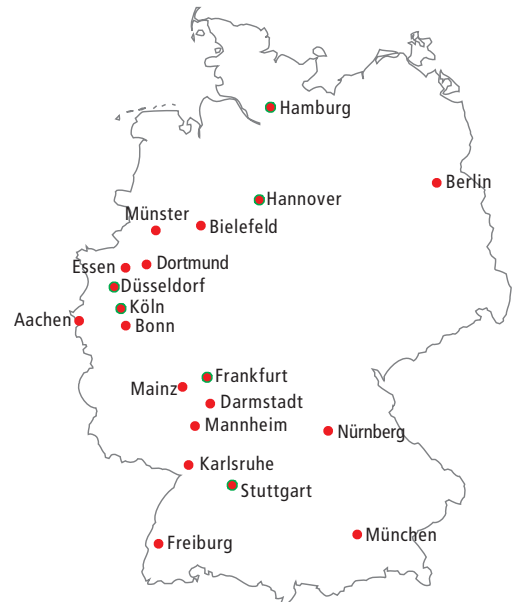 Hamburg
Berlin
Hannover
Münster
Bielefeld
Essen
Dortmund
Düsseldorf
Köln
Aachen
Bonn
Frankfurt
Mainz
Darmstadt
Mannheim
Nürnberg
Karlsruhe
Stuttgart
München
Freiburg